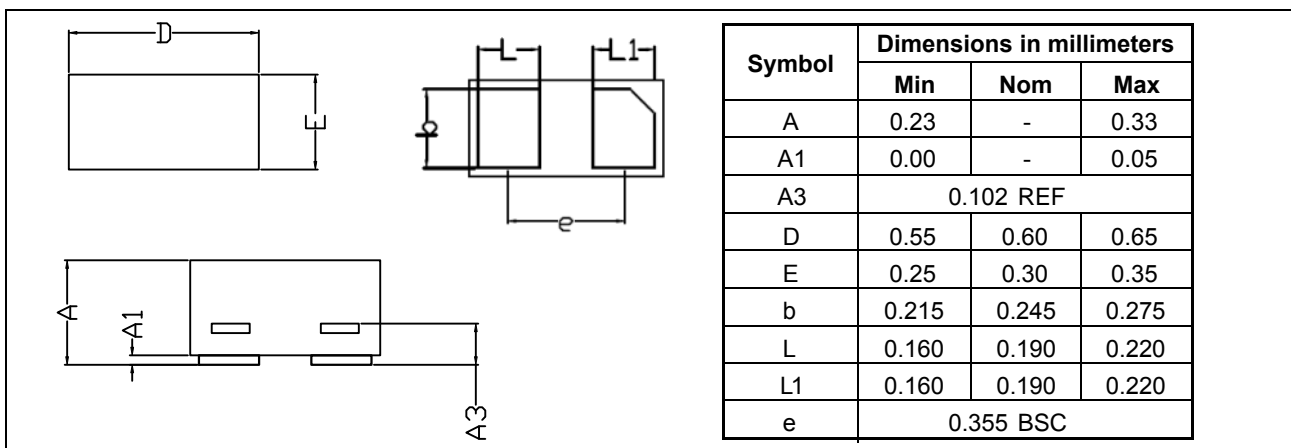 D
E
L
L1
b
e
A
A1
A3
Symbol Dimensions in millimeters
Min Nom Max
A 0.23 - 0.33
A1 0.00 - 0.05
A3 0.102 REF
D 0.55 0.60 0.65
E 0.25 0.30 0.35
b 0.215 0.245 0.275
L 0.160 0.190 0.220
L1 0.160 0.190 0.220
e 0.355 BSC